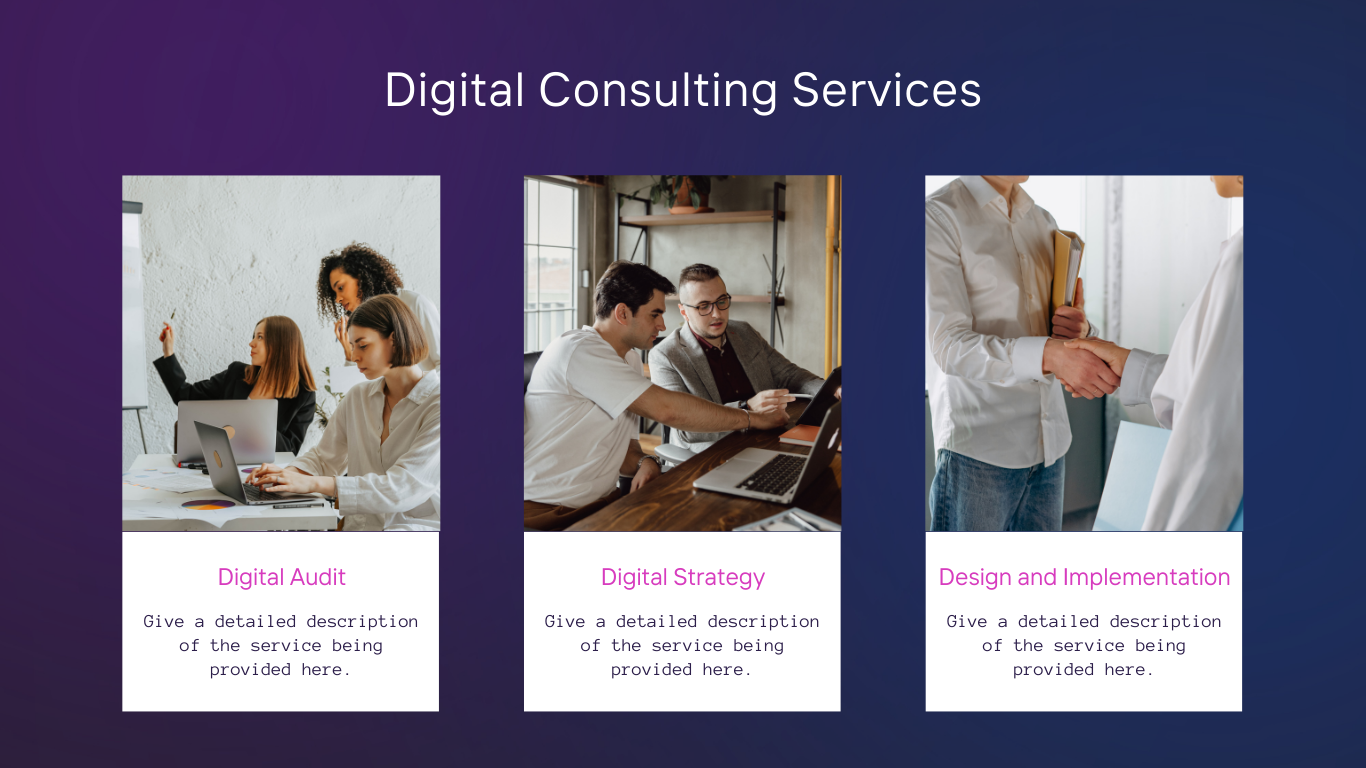 Digital Consulting Services
Digital Audit
Give a detailed description
of the service being
provided here.
Digital Strategy
Give a detailed description
of the service being
provided here.
Design and Implementation
Give a detailed description
of the service being
provided here.